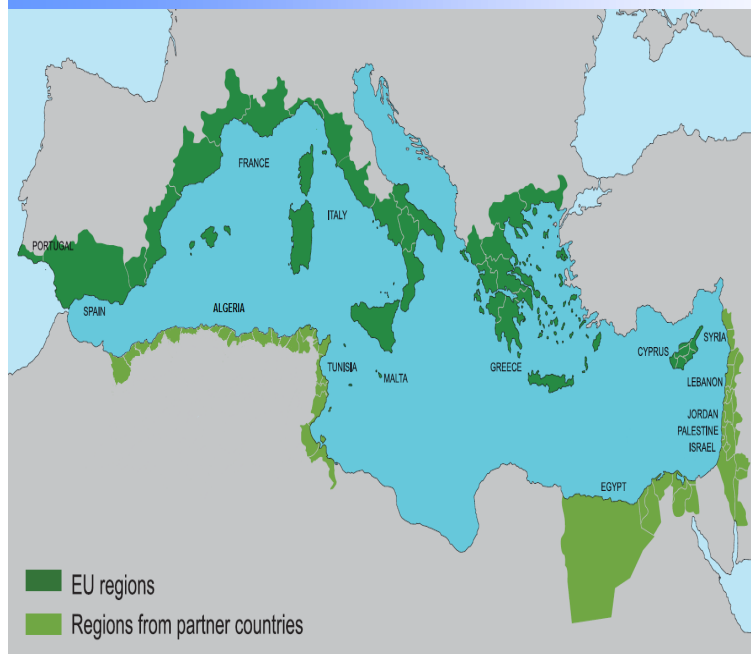 FRANCE
ITALY
PORTUGAL
SPAIN
ALGERIA
TUNISIA
MALTA
GREECE
CYPRUS
SYRIA
LEBANON
JORDAN
PALESTINE
ISRAEL
EGYPT
EU regions
Regions from partner countries